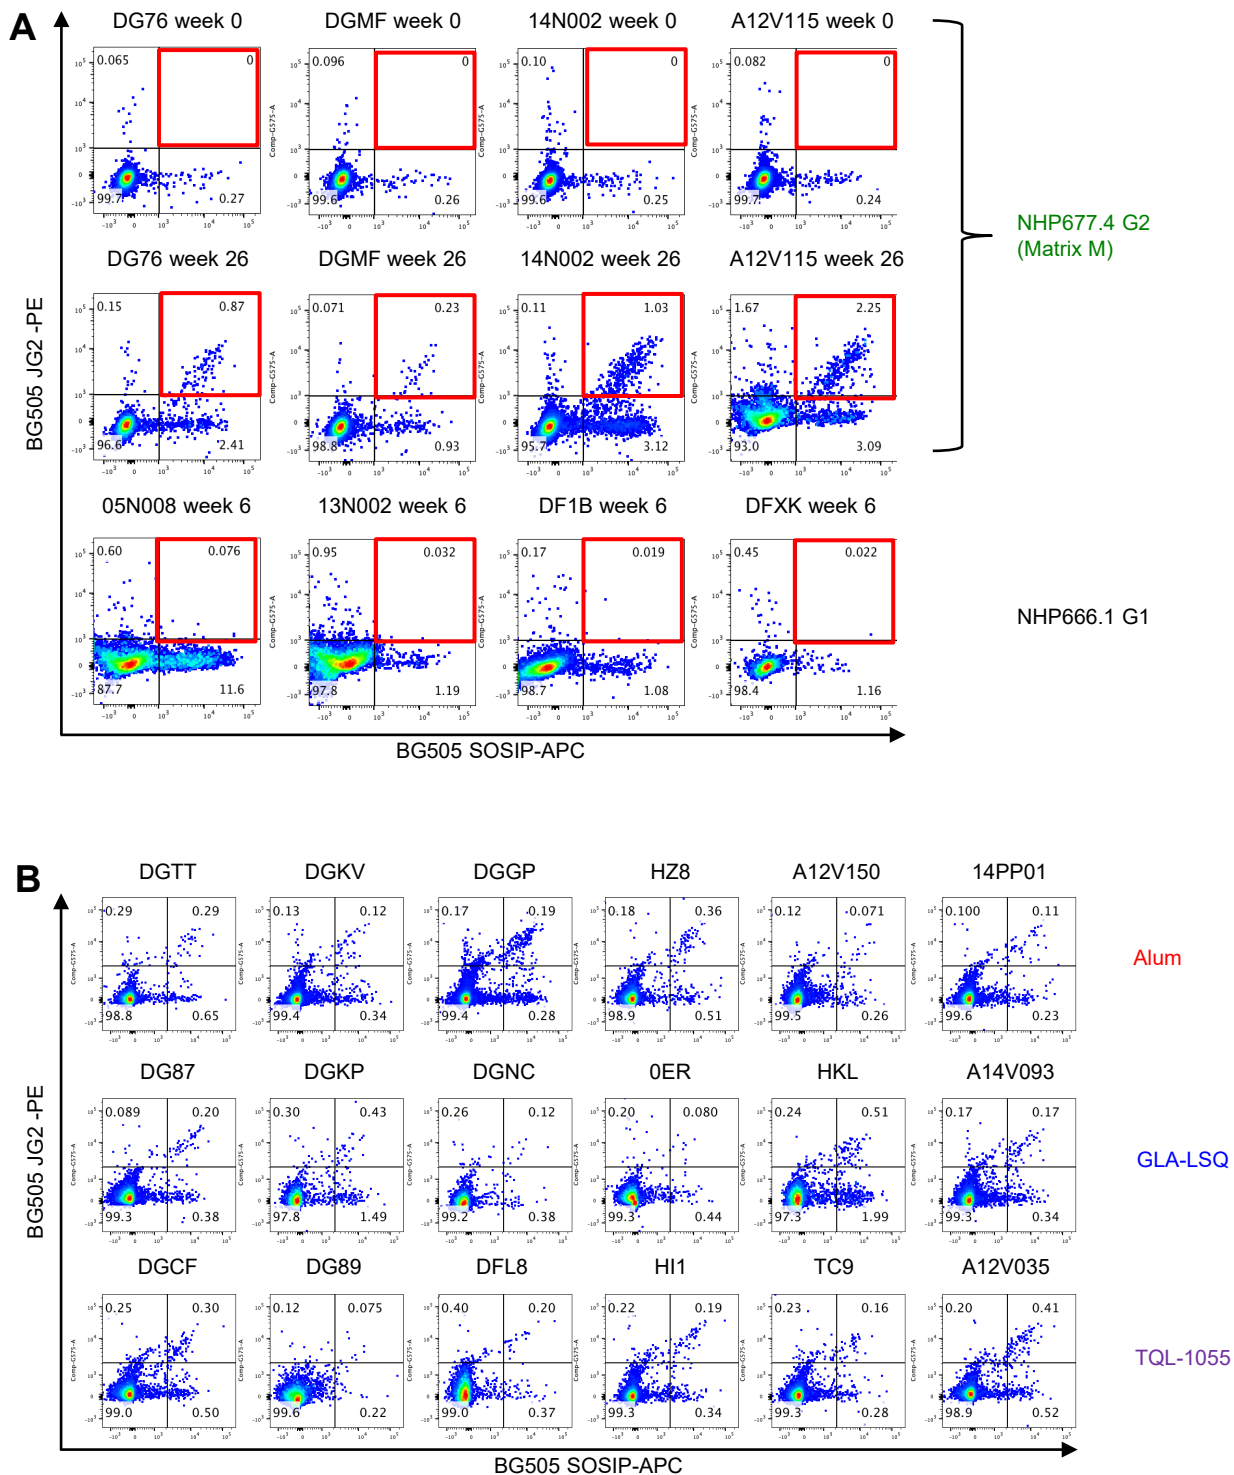 A
DG76 week 0
DGMF week 0
14N002 week 0
A12V115 week 0
0.065
0
99.7
0.27
0.096
0
99.6
0.26
0.10
0
99.6
0.25
0.082
0
99.7
0.24
DG76 week 26
DGMF week 26
14N002 week 26
A12V115 week 26
0.15
0.87
96.6
2.41
0.071
0.23
98.8
0.93
0.11
1.03
95.7
3.12
1.67
2.25
93.0
3.09
NHP677.4 G2
(Matrix M)
05N008 week 6
13N002 week 6
DF1B week 6
DFXK week 6
0.60
0.076
87.7
11.6
0.95
0.032
97.8
1.19
0.17
0.019
98.7
1.08
0.45
0.022
98.4
1.16
NHP666.1 G1
Comp-G575-A
BG505 JG2 -PE
BG505 SOSIP-APC
B
DGTT
DGKV
DGGP
HZ8
A12V150
14PP01
0.29
0.29
98.8
0.65
0.13
0.12
99.4
0.34
0.17
0.19
99.4
0.28
0.18
0.36
98.9
0.51
0.12
0.071
99.5
0.26
0.100
0.11
99.6
0.23
Alum
DG87
DGKP
DGNC
0ER
HKL
A14V093
0.089
0.20
99.3
0.38
0.30
0.43
97.8
1.49
0.26
0.12
99.2
0.38
0.20
0.080
99.3
0.44
0.24
0.51
97.3
1.99
0.17
0.17
99.3
0.34
GLA-LSQ
DGCF
DG89
DFL8
HI1
TC9
A12V035
0.25
0.30
99.0
0.50
0.12
0.075
99.6
0.22
0.40
0.20
99.0
0.37
0.22
0.19
99.3
0.34
0.23
0.16
99.3
0.28
0.20
0.41
98.9
0.52
TQL-1055
BG505 JG2 -PE
BG505 SOSIP-APC